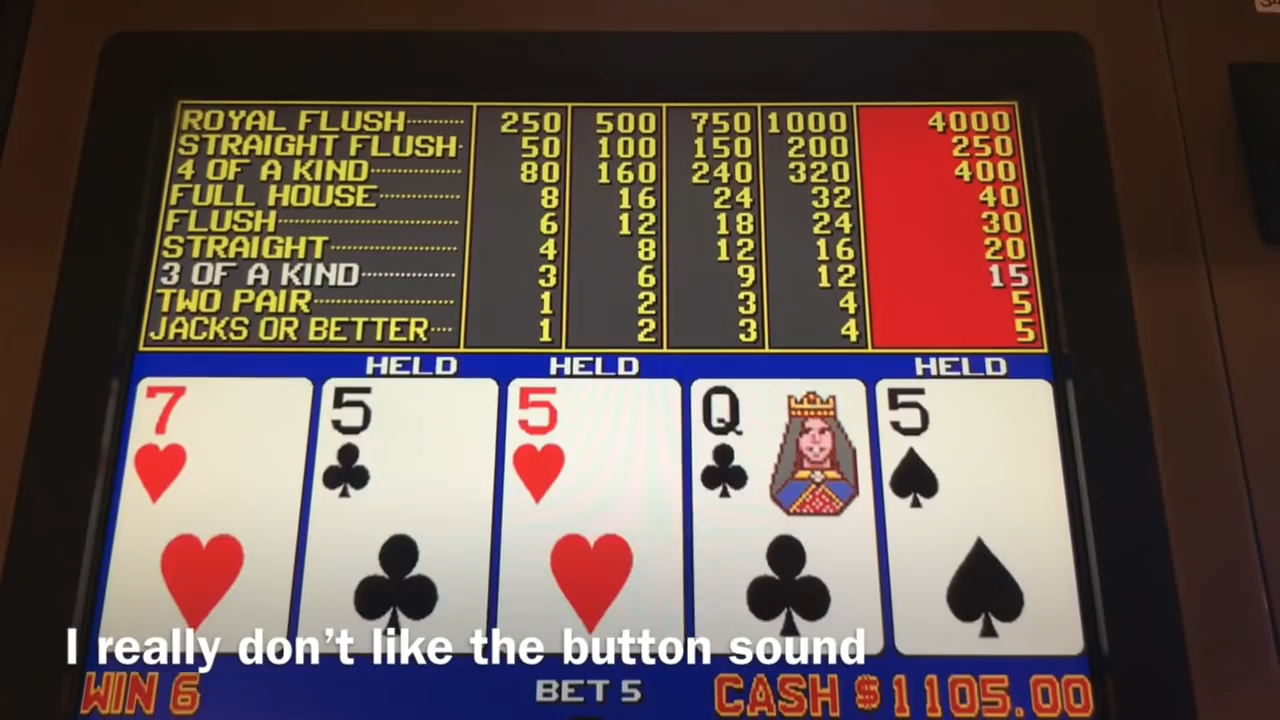 ROYAL FLUSH 250 500 750 1000 4000
STRAIGHT FLUSH 50 100 150 200 250
4 OF A KIND 80 160 240 320 400
FULL HOUSE 8 16 24 32 40
FLUSH 6 12 18 24 30
STRAIGHT 4 8 12 16 20
3 OF A KIND 3 6 9 12 15
TWO PAIR 1 2 3 4 5
JACKS OR BETTER 1 2 3 4 5
HELD HELD HELD
7 5 5 Q 5
I really don't like the button sound
WIN 6 BET 5 CASH $1105.00